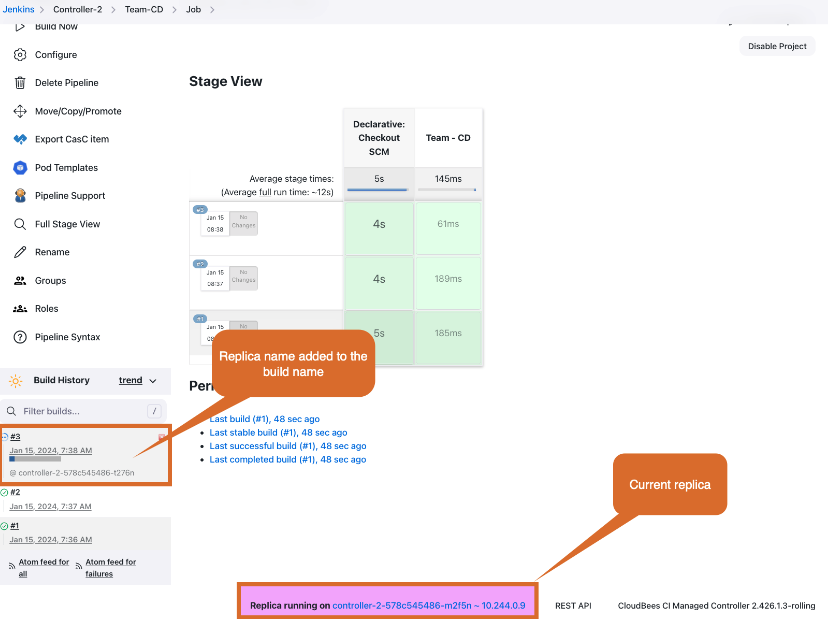 Jenkins > Controller-2 > Team-CD > Job >
Build Now
Configure
Delete Pipeline
Move/Copy/Promote
Export CasC item
Pod Templates
Pipeline Support
Full Stage View
Rename
Groups
Roles
Pipeline Syntax
Build History trend
Filter builds... /
#3
Jan 15, 2024, 7:38 AM
@ controller-2-578c545486-t276n
#2
Jan 15, 2024, 7:37 AM
#1
Jan 15, 2024, 7:36 AM
Atom feed for all
Atom feed for failures
Disable Project
Stage View
Declarative:
Checkout
SCM
Team - CD
Average stage times:
(Average full run time: ~12s)
5s
145ms
Jan 15
08:38
No
Changes
4s
61ms
Jan 15
08:37
No
Changes
4s
189ms
#1
Jan 15
No
5s
185ms
Replica name added to the
build name
Last build (#1), 48 sec ago
Last stable build (#1), 48 sec ago
Last successful build (#1), 48 sec ago
Last completed build (#1), 48 sec ago
Current replica
Replica running on controller-2-578c545486-m2f5n ~ 10.244.0.9
REST API
CloudBees CI Managed Controller 2.426.1.3-rolling